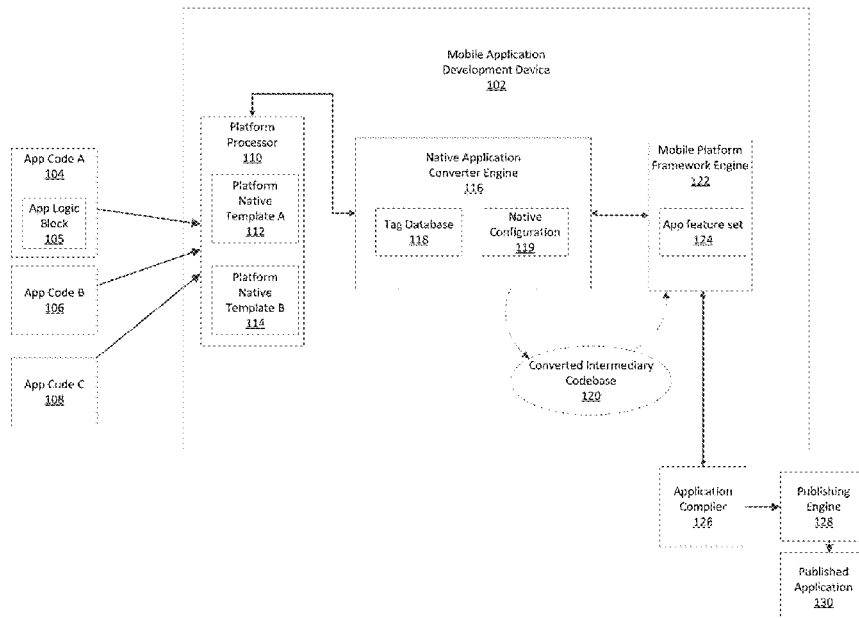 Mobile Application
Development Device
102
App Code A
104
App Logic
Block
105
App Code B
106
App Code C
108
Platform
Processor
110
Platform
Native
Template A
112
Platform
Native
Template B
114
Native Application
Converter Engine
116
Tag Database
118
Native
Configuration
119
Mobile Platform
Framework Engine
122
App feature set
124
Converted Intermediary
Codebase
120
Application
Complier
126
Publishing
Engine
128
Published
Application
130